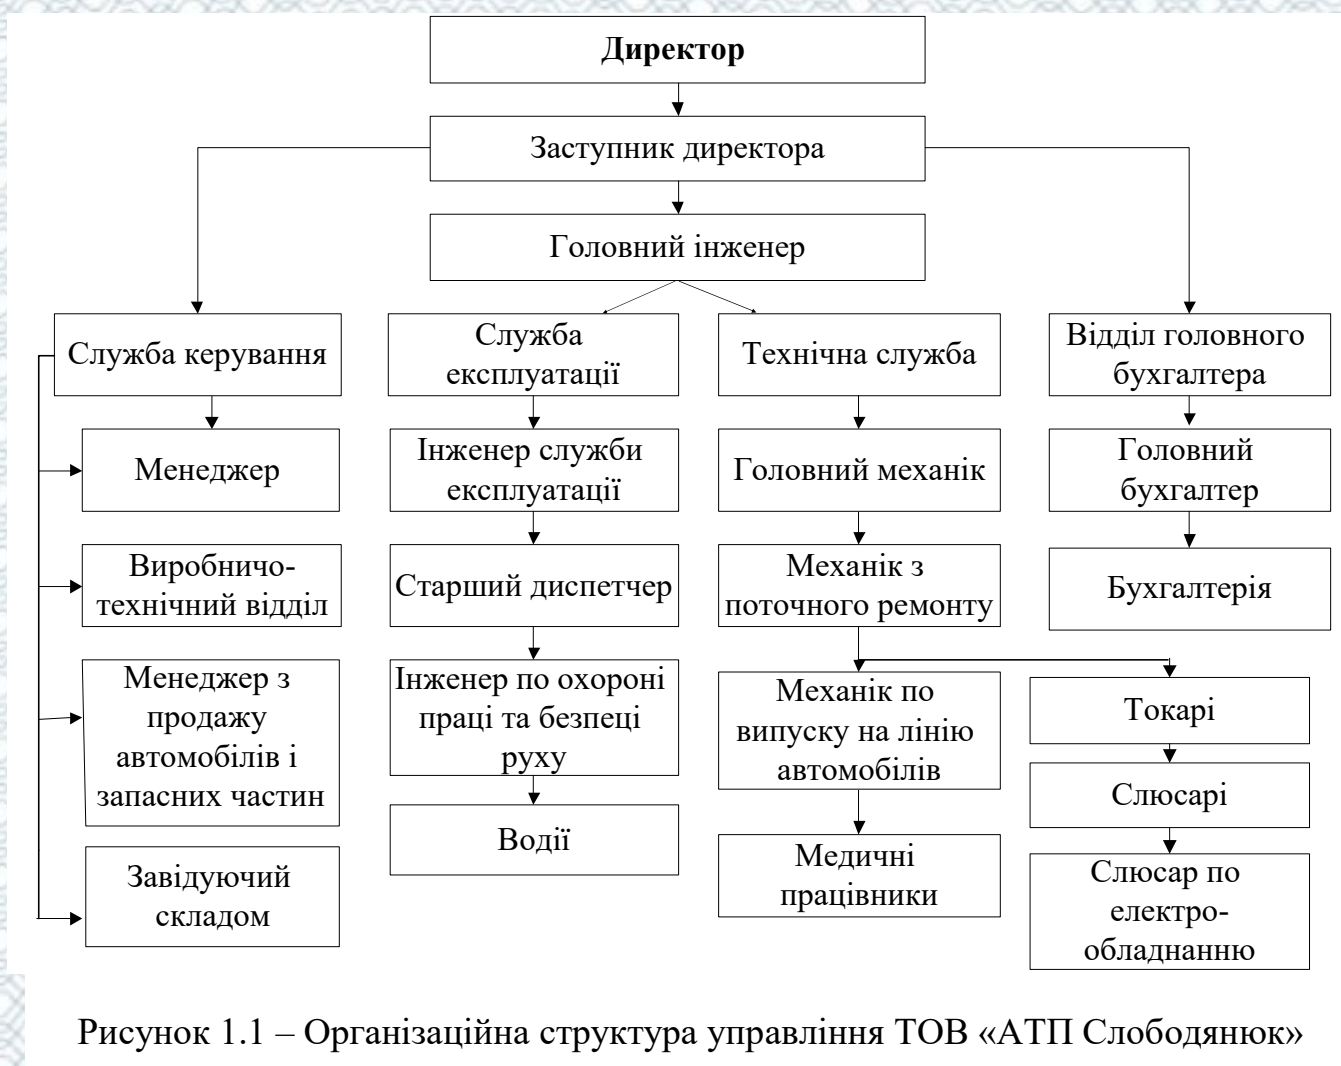 Директор
Заступник директора
Головний інженер
Служба керування
Служба
експлуатації
Технічна служба
Відділ головного
бухгалтера
Менеджер
Інженер служби
експлуатації
Головний механік
Головний
бухгалтер
Виробничо-
технічний відділ
Старший диспетчер
Механік з
поточного ремонту
Бухгалтерія
Менеджер з
продажу
автомобілів і
запасних частин
Інженер по охороні
праці та безпеці
руху
Механік по
випуску на лінію
автомобілів
Токарі
Слюсарі
Завідуючий
складом
Водії
Медичні
працівники
Слюсар по
електро-
обладнанню
Рисунок 1.1 – Організаційна структура управління ТОВ «АТП Слободянюк»